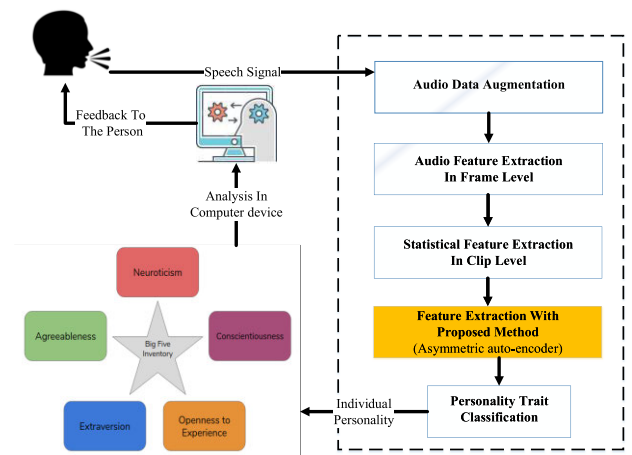 Speech Signal
Audio Data Augmentation
Feedback To
The Person
Audio Feature Extraction
In Frame Level
Analysis In
Computer device
Statistical Feature Extraction
In Clip Level
Neuroticism
Agreeableness
Big Five
Inventory
Conscientiousness
Feature Extraction With
Proposed Method
(Asymmetric auto-encoder)
Extraversion
Openness to
Experience
Individual
Personality
Personality Trait
Classification